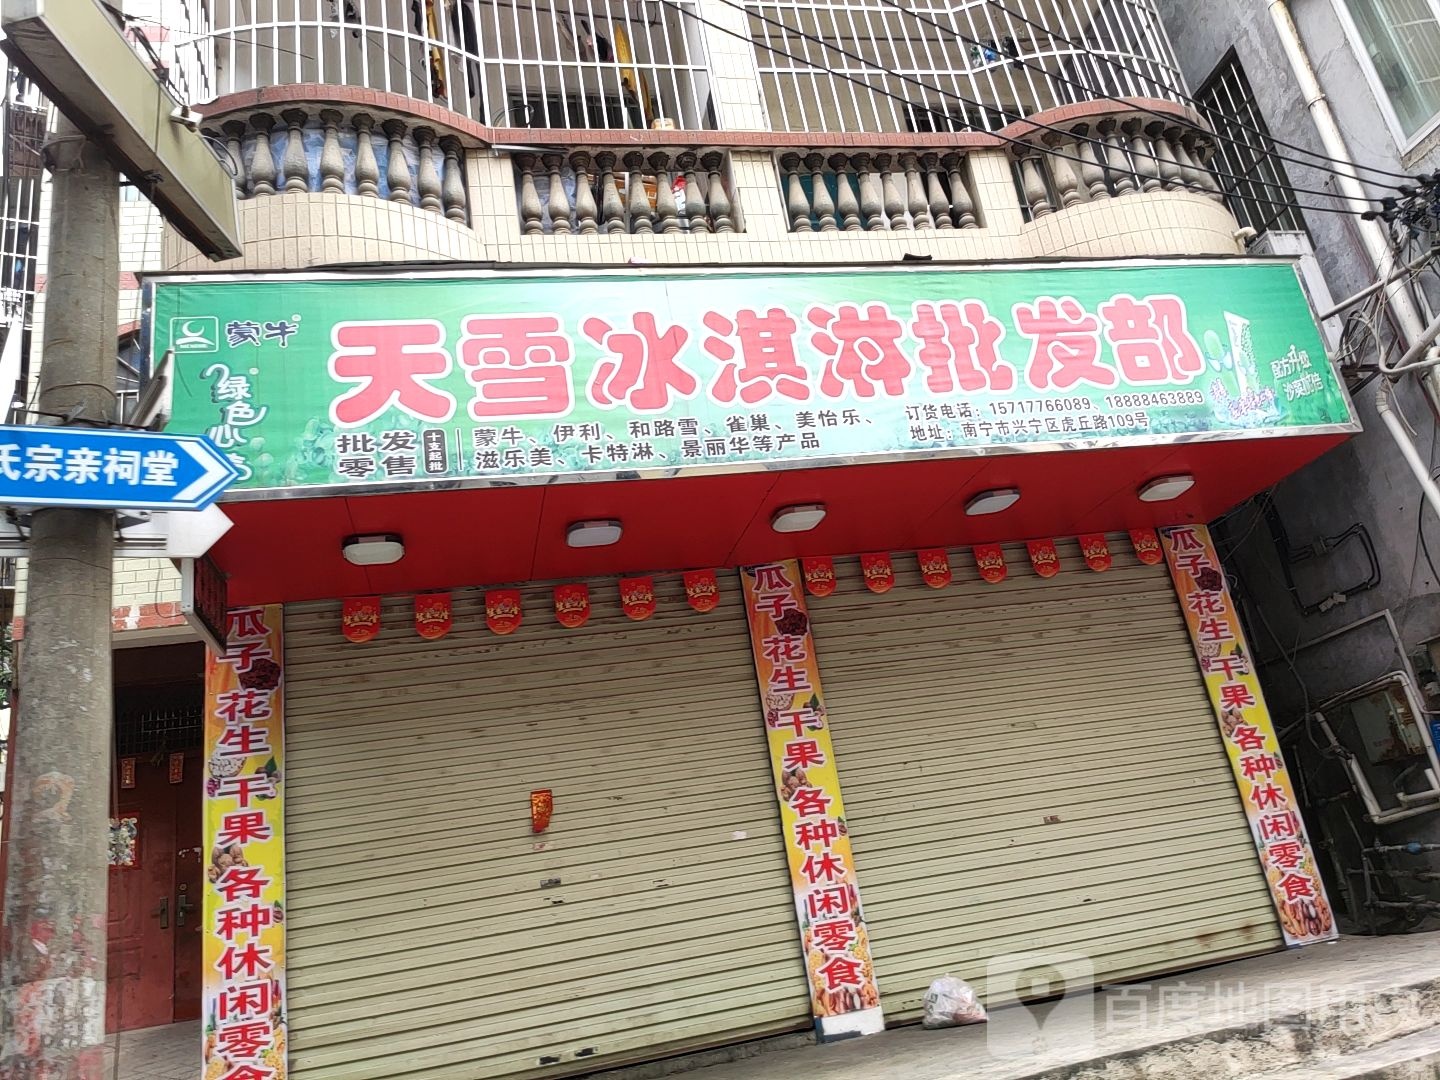 蒙牛
天雪冰淇淋批发部
绿色心情
批发
零售
十支起批
蒙牛、伊利、和路雪、雀巢、美怡乐、
滋乐美、卡特淋、景丽华等产品
订货电话：15717766089、18888463889
地址：南宁市兴宁区虎丘路109号
配方升级
氏宗亲祠堂
瓜子 花生 干果 各种休闲零食
瓜子 花生 干果 各种休闲零食
瓜子 花生 干果 各种休闲零食
百度地图